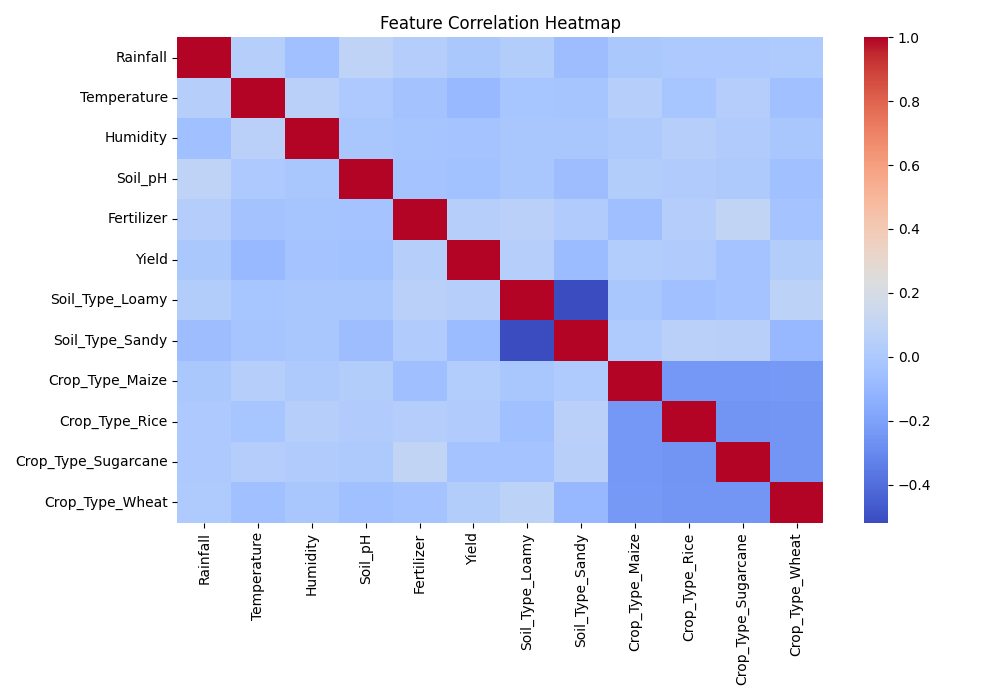 Feature Correlation Heatmap
Rainfall
Temperature
Humidity
Soil_pH
Fertilizer
Yield
Soil_Type_Loamy
Soil_Type_Sandy
Crop_Type_Maize
Crop_Type_Rice
Crop_Type_Sugarcane
Crop_Type_Wheat
Rainfall
Temperature
Humidity
Soil_pH
Fertilizer
Yield
Soil_Type_Loamy
Soil_Type_Sandy
Crop_Type_Maize
Crop_Type_Rice
Crop_Type_Sugarcane
Crop_Type_Wheat
1.0
0.8
0.6
0.4
0.2
0.0
−0.2
−0.4